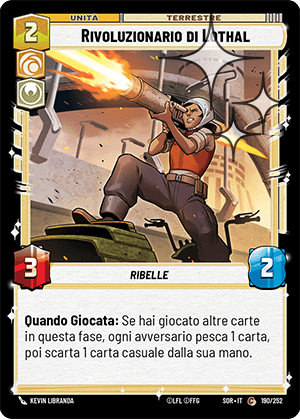 UNITÀ
TERRESTRE
2
RIVOLUZIONARIO DI LOTHAL
3
RIBELLE
2
Quando Giocata: Se hai giocato altre carte
in questa fase, ogni avversario pesca 1 carta,
poi scarta 1 carta casuale dalla sua mano.
KEVIN LIBRANDA
©LFL ©FFG
SOR • IT C 190/252